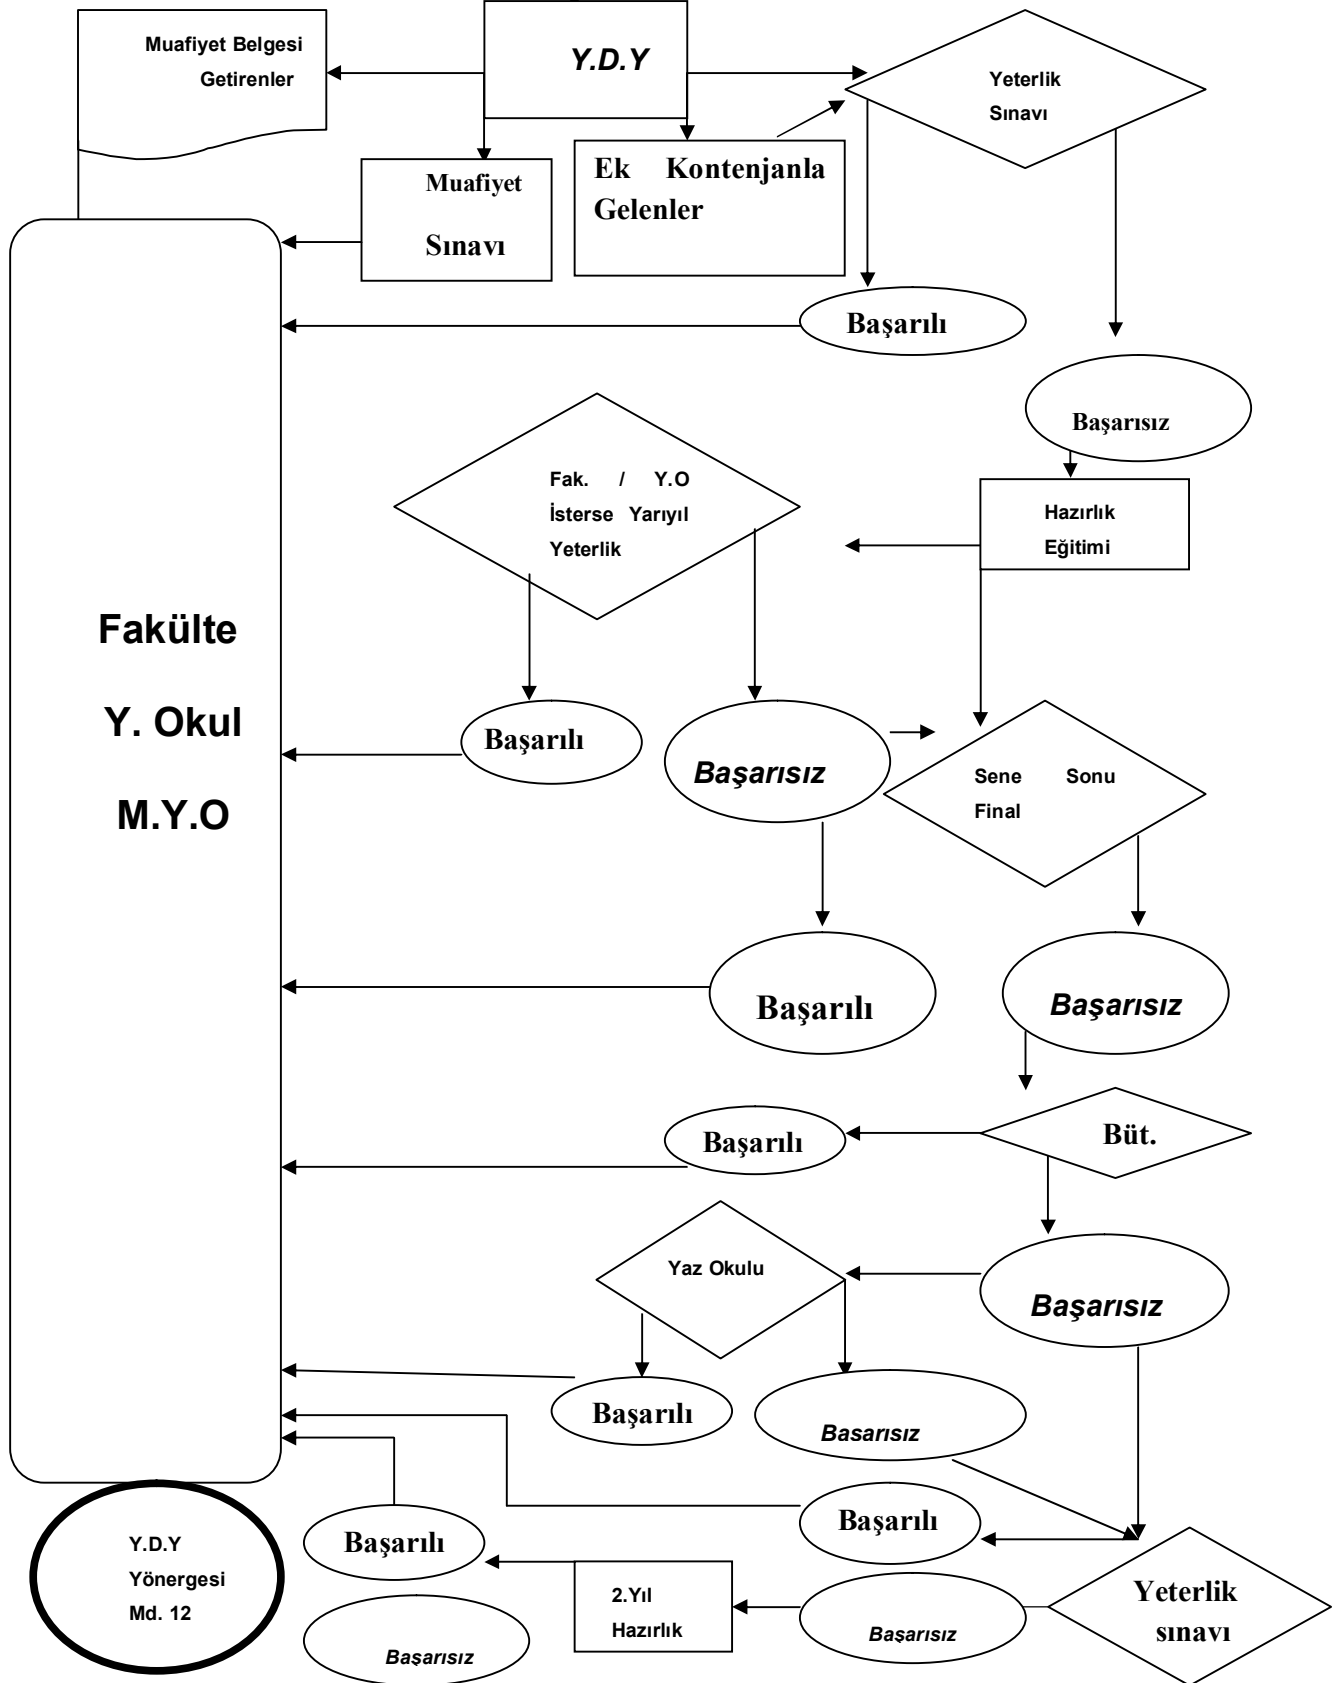 Muafiyet Belgesi
Getirenler
Y.D.Y
Yeterlik
Sınavı
Muafiyet
Sınavı
Ek Kontenjanla
Gelenler
Başarılı
Başarısız
Fak. / Y.O
İsterse Yarıyıl
Yeterlik
Hazırlık
Eğitimi
Fakülte
Y. Okul
M.Y.O
Başarılı
Başarısız
Sene Sonu
Final
Başarılı
Başarısız
Başarılı
Büt.
Yaz Okulu
Başarısız
Başarılı
Basarısız
Y.D.Y
Yönergesi
Md. 12
Başarılı
Başarılı
2.Yıl
Hazırlık
Başarısız
Yeterlik
sınavı
Başarısız